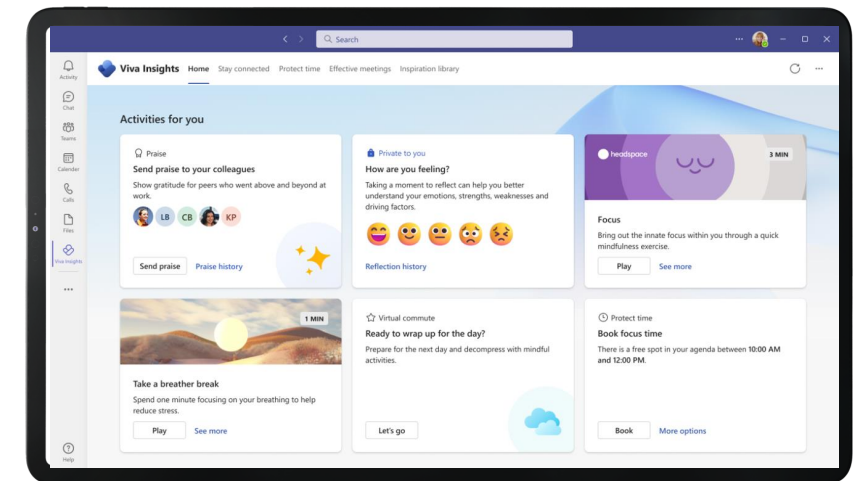 Search
Activity
Chat
Teams
Calendar
Calls
Files
Viva Insights
Help
Viva Insights Home Stay connected Protect time Effective meetings Inspiration library
Activities for you
Praise
Send praise to your colleagues
Show gratitude for peers who went above and beyond at
work.
LB CB KP
Send praise Praise history
Private to you
How are you feeling?
Taking a moment to reflect can help you better
understand your emotions, strengths, weaknesses and
driving factors.
Reflection history
headspace 3 MIN
Focus
Bring out the innate focus within you through a quick
mindfulness exercise.
Play See more
1 MIN
Take a breather break
Spend one minute focusing on your breathing to help
reduce stress.
Play See more
Virtual commute
Ready to wrap up for the day?
Prepare for the next day and decompress with mindful
activities.
Let's go
Protect time
Book focus time
There is a free spot in your agenda between 10:00 AM
and 12:00 PM.
Book More options